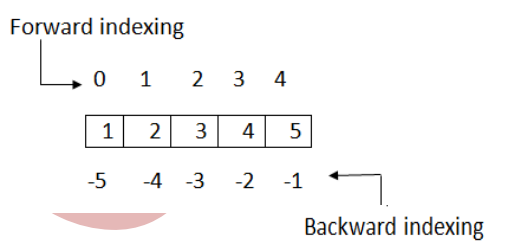 Forward indexing
0 1 2 3 4
1 2 3 4 5
-5 -4 -3 -2 -1
Backward indexing